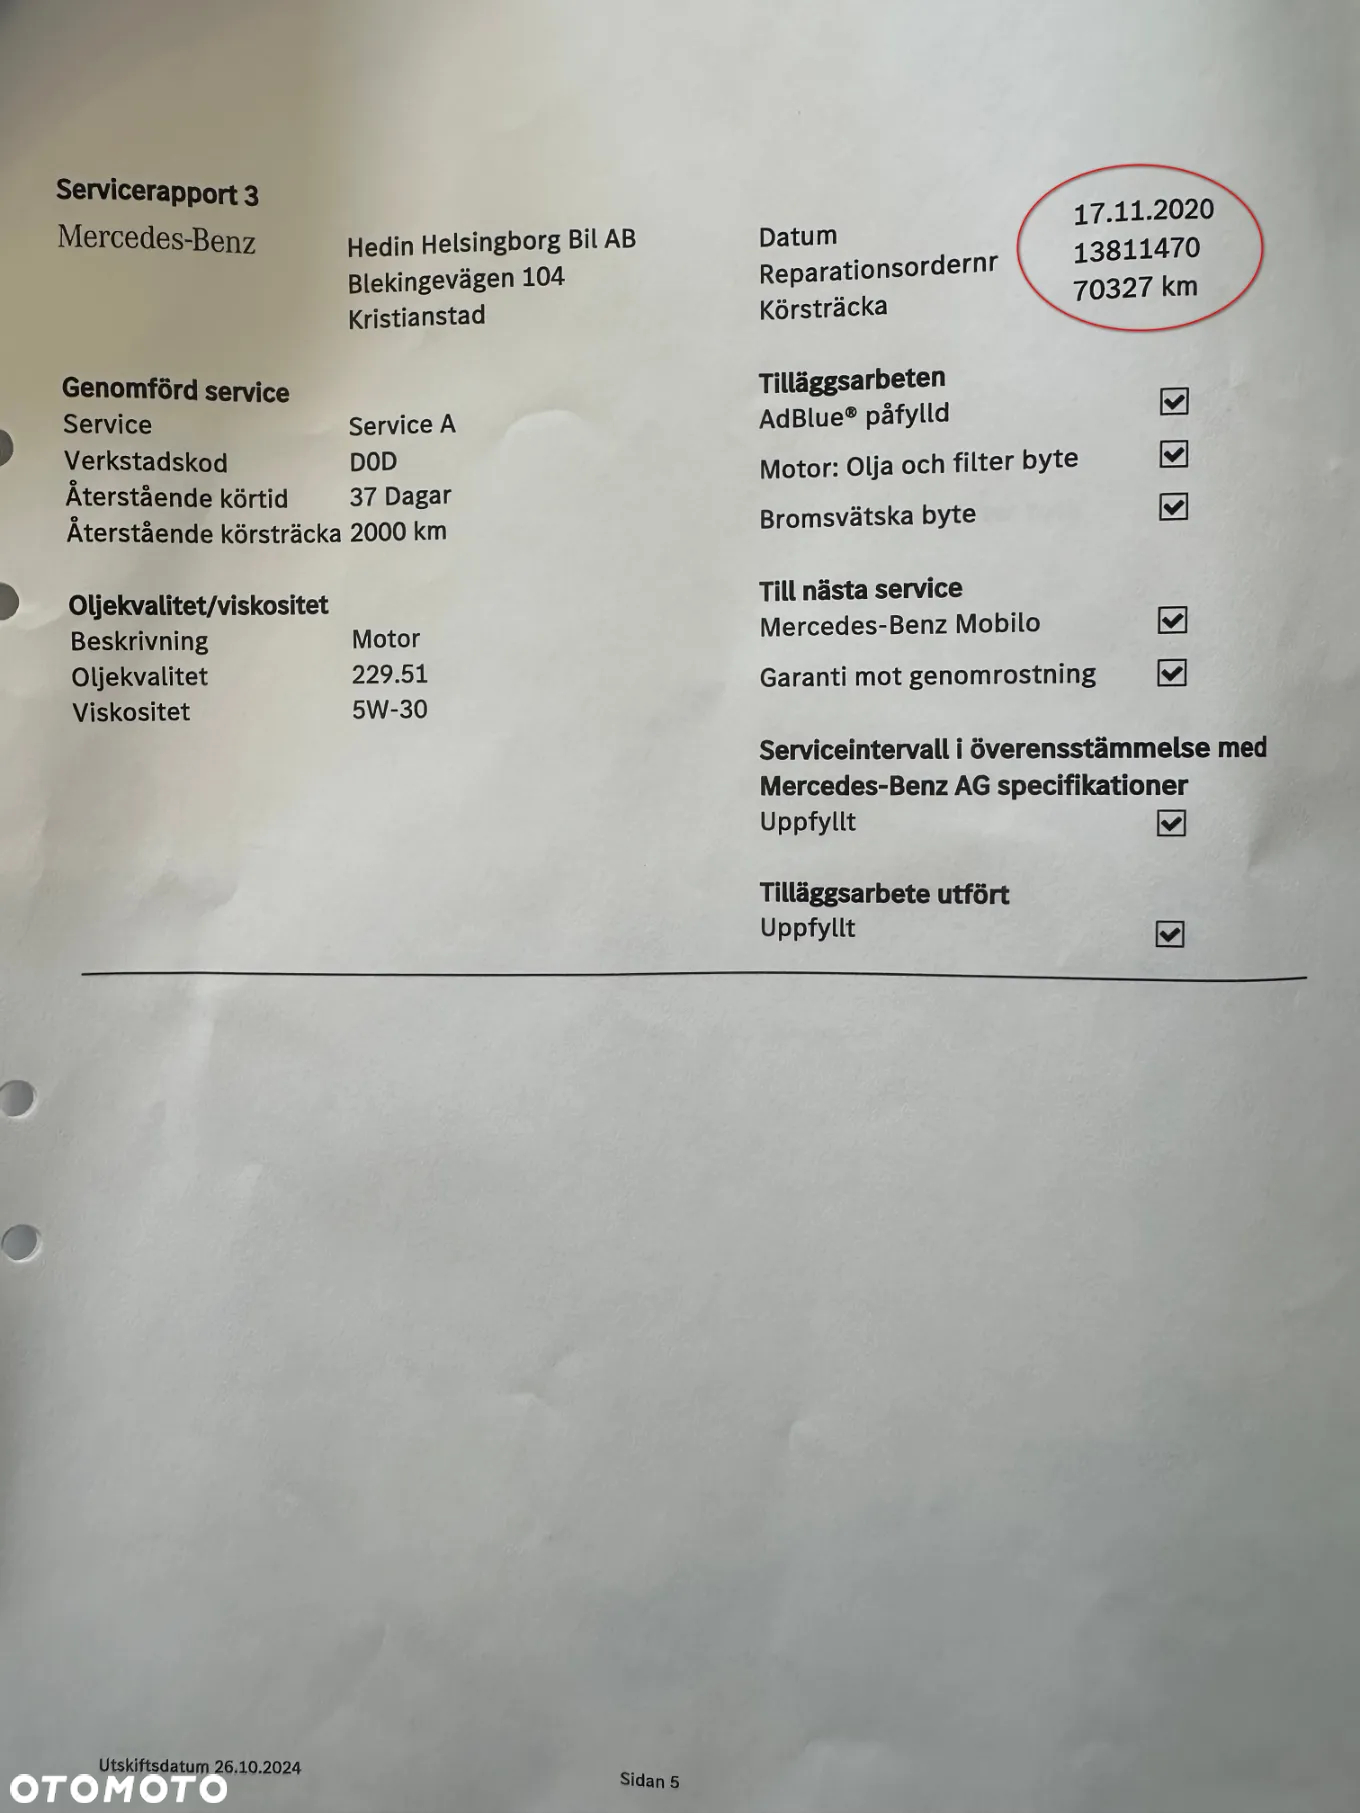 Servicerapport 3
Mercedes-Benz
Hedin Helsingborg Bil AB
Blekingevägen 104
Kristianstad
Datum 17.11.2020
Reparationsordernr 13811470
Körsträcka 70327 km
Genomförd service
Service Service A
Verkstadskod D0D
Återstående körtid 37 Dagar
Återstående körsträcka 2000 km
Oljekvalitet/viskositet
Beskrivning Motor
Oljekvalitet 229.51
Viskositet 5W-30
Tilläggsarbeten
AdBlue® påfylld
Motor: Olja och filter byte
Bromsvätska byte
Till nästa service
Mercedes-Benz Mobilo
Garanti mot genomrostning
Serviceintervall i överensstämmelse med
Mercedes-Benz AG specifikationer
Uppfyllt
Tilläggsarbete utfört
Uppfyllt
Utskiftsdatum 26.10.2024
Sidan 5
OTOMOTO